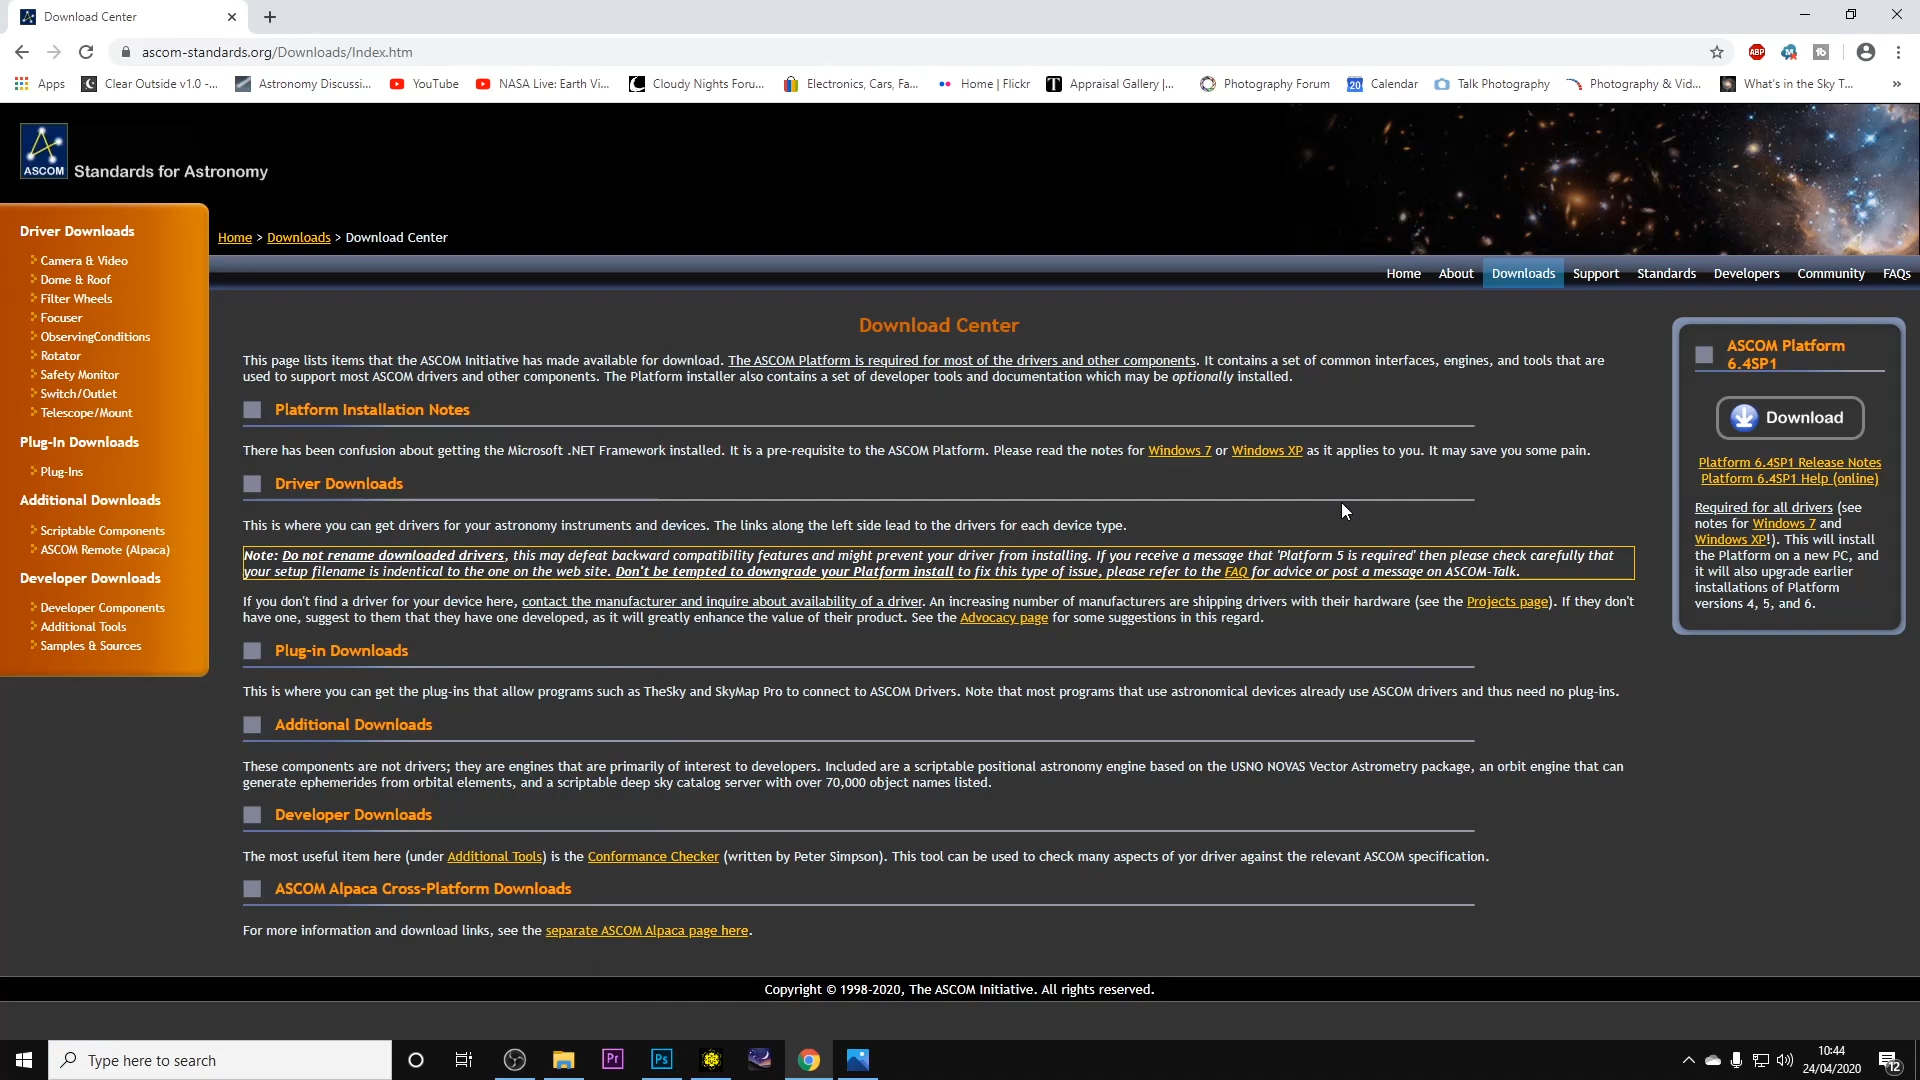 Download Center
ascom-standards.org/Downloads/Index.htm
ABP
Apps
Clear Outside v1.0 -...
Astronomy Discussi...
YouTube
NASA Live: Earth Vi...
Cloudy Nights Foru...
Electronics, Cars, Fa...
Home | Flickr
Appraisal Gallery |...
Photography Forum
20
Calendar
Talk Photography
Photography & Vid...
What's in the Sky T...
ASCOM
Standards for Astronomy
Driver Downloads
Camera & Video
Dome & Roof
Filter Wheels
Focuser
ObservingConditions
Rotator
Safety Monitor
Switch/Outlet
Telescope/Mount
Plug-In Downloads
Plug-Ins
Additional Downloads
Scriptable Components
ASCOM Remote (Alpaca)
Developer Downloads
Developer Components
Additional Tools
Samples & Sources
Home > Downloads > Download Center
Home About Downloads Support Standards Developers Community FAQs
Download Center
This page lists items that the ASCOM Initiative has made available for download. The ASCOM Platform is required for most of the drivers and other components. It contains a set of common interfaces, engines, and tools that are
used to support most ASCOM drivers and other components. The Platform installer also contains a set of developer tools and documentation which may be optionally installed.
Platform Installation Notes
There has been confusion about getting the Microsoft .NET Framework installed. It is a pre-requisite to the ASCOM Platform. Please read the notes for Windows 7 or Windows XP as it applies to you. It may save you some pain.
Driver Downloads
This is where you can get drivers for your astronomy instruments and devices. The links along the left side lead to the drivers for each device type.
Note: Do not rename downloaded drivers, this may defeat backward compatibility features and might prevent your driver from installing. If you receive a message that 'Platform 5 is required' then please check carefully that
your setup filename is indentical to the one on the web site. Don't be tempted to downgrade your Platform install to fix this type of issue, please refer to the FAQ for advice or post a message on ASCOM-Talk.
If you don't find a driver for your device here, contact the manufacturer and inquire about availability of a driver. An increasing number of manufacturers are shipping drivers with their hardware (see the Projects page). If they don't
have one, suggest to them that they have one developed, as it will greatly enhance the value of their product. See the Advocacy page for some suggestions in this regard.
Plug-in Downloads
This is where you can get the plug-ins that allow programs such as TheSky and SkyMap Pro to connect to ASCOM Drivers. Note that most programs that use astronomical devices already use ASCOM drivers and thus need no plug-ins.
Additional Downloads
These components are not drivers; they are engines that are primarily of interest to developers. Included are a scriptable positional astronomy engine based on the USNO NOVAS Vector Astrometry package, an orbit engine that can
generate ephemerides from orbital elements, and a scriptable deep sky catalog server with over 70,000 object names listed.
Developer Downloads
The most useful item here (under Additional Tools) is the Conformance Checker (written by Peter Simpson). This tool can be used to check many aspects of yor driver against the relevant ASCOM specification.
ASCOM Alpaca Cross-Platform Downloads
For more information and download links, see the separate ASCOM Alpaca page here.
ASCOM Platform
6.4SP1
Download
Platform 6.4SP1 Release Notes
Platform 6.4SP1 Help (online)
Required for all drivers (see
notes for Windows 7 and
Windows XP!). This will install
the Platform on a new PC, and
it will also upgrade earlier
installations of Platform
versions 4, 5, and 6.
Copyright © 1998-2020, The ASCOM Initiative. All rights reserved.
Type here to search
Pr
Ps
10:44
24/04/2020
12